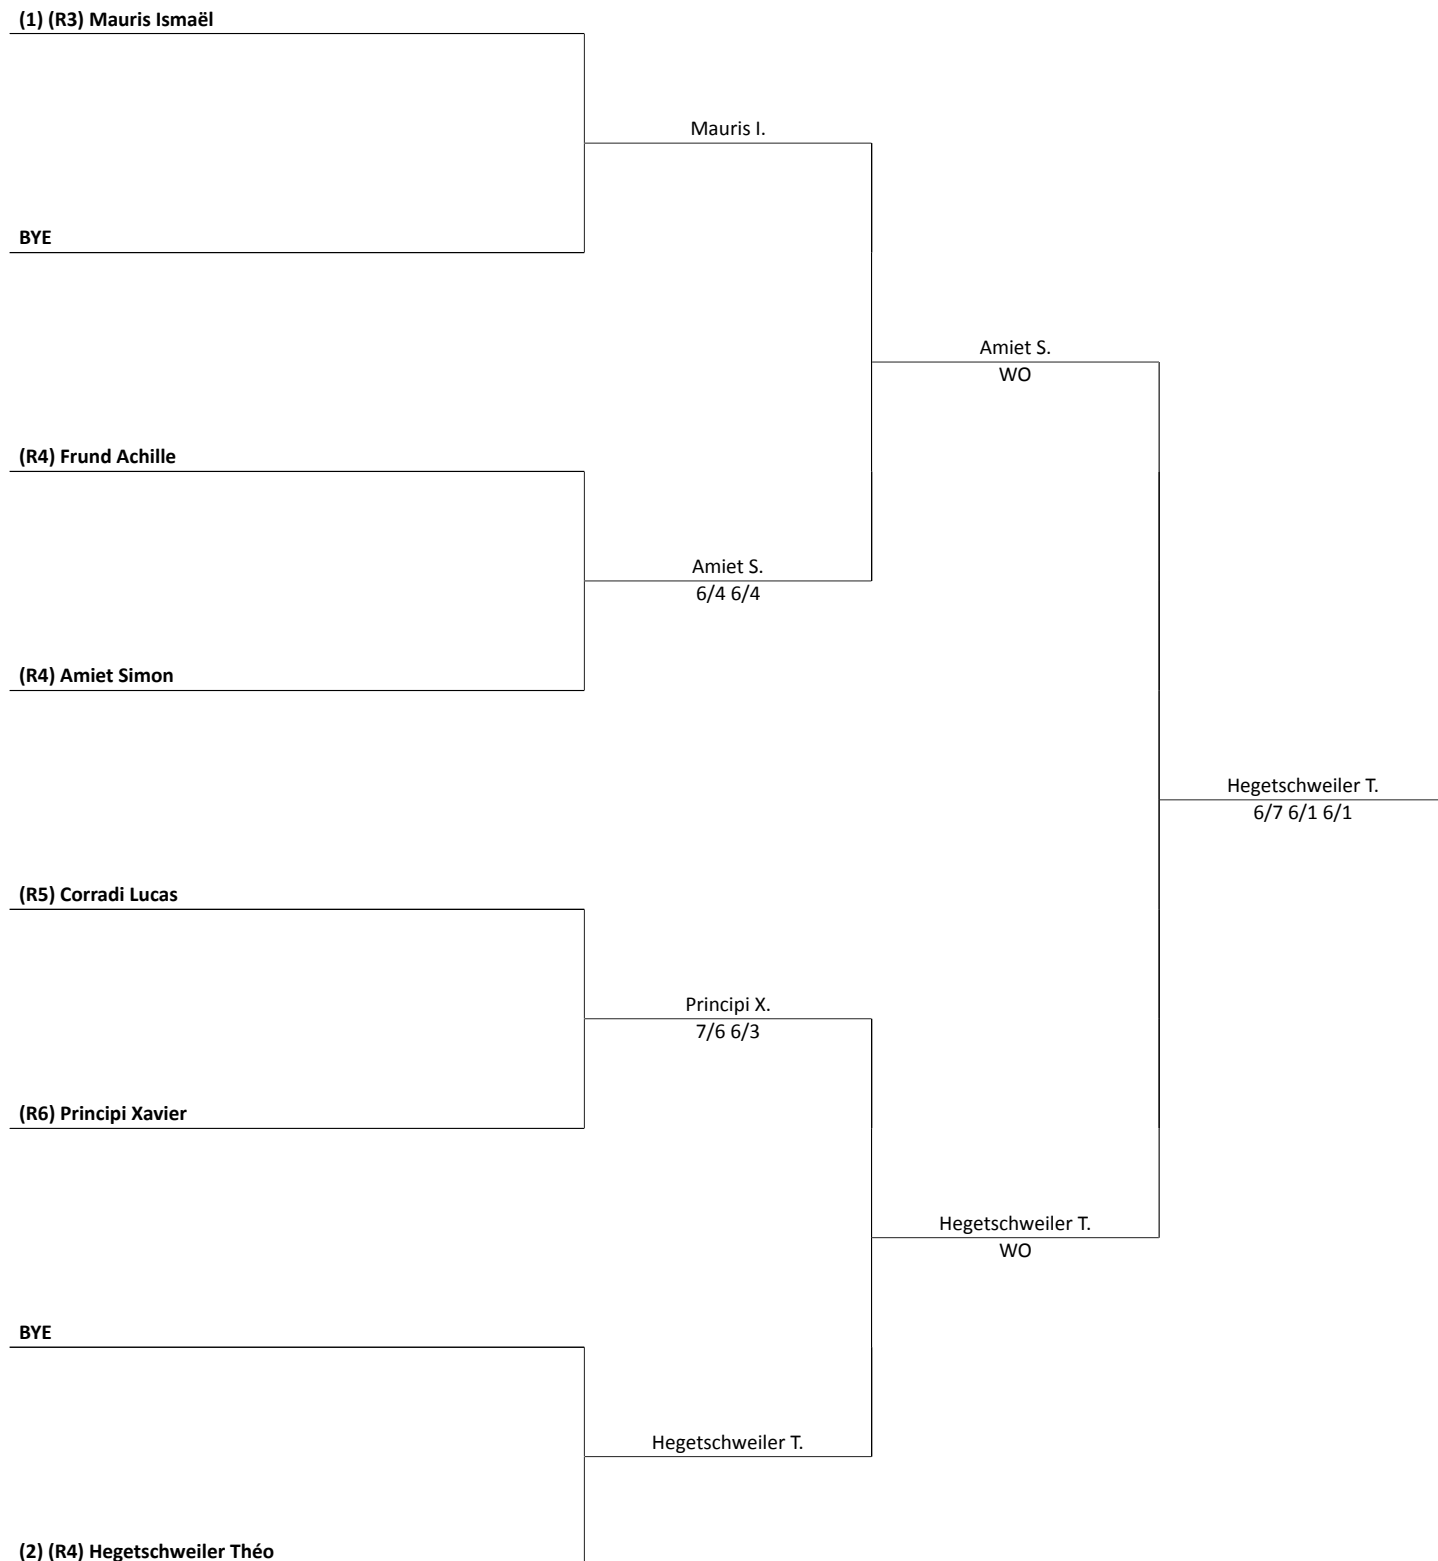 (1) (R3) Mauris Ismaël
Mauris I.
BYE
Amiet S.
WO
(R4) Frund Achille
Amiet S.
6/4 6/4
(R4) Amiet Simon
Hegetschweiler T.
6/7 6/1 6/1
(R5) Corradi Lucas
Principi X.
7/6 6/3
(R6) Principi Xavier
Hegetschweiler T.
WO
BYE
Hegetschweiler T.
(2) (R4) Hegetschweiler Théo